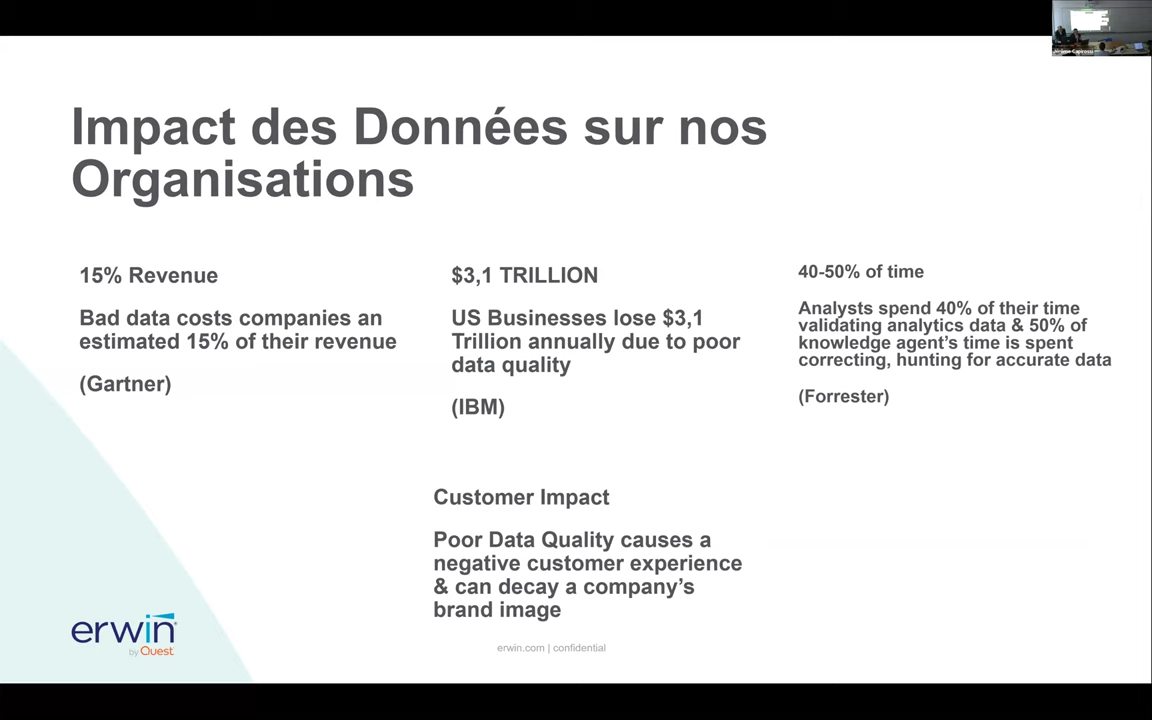 Impact des Données sur nos
Organisations
15% Revenue
Bad data costs companies an
estimated 15% of their revenue
(Gartner)
$3,1 TRILLION
US Businesses lose $3,1
Trillion annually due to poor
data quality
(IBM)
40-50% of time
Analysts spend 40% of their time
validating analytics data & 50% of
knowledge agent's time is spent
correcting, hunting for accurate data
(Forrester)
Customer Impact
Poor Data Quality causes a
negative customer experience
& can decay a company's
brand image
erwin
by Quest
erwin.com | confidential